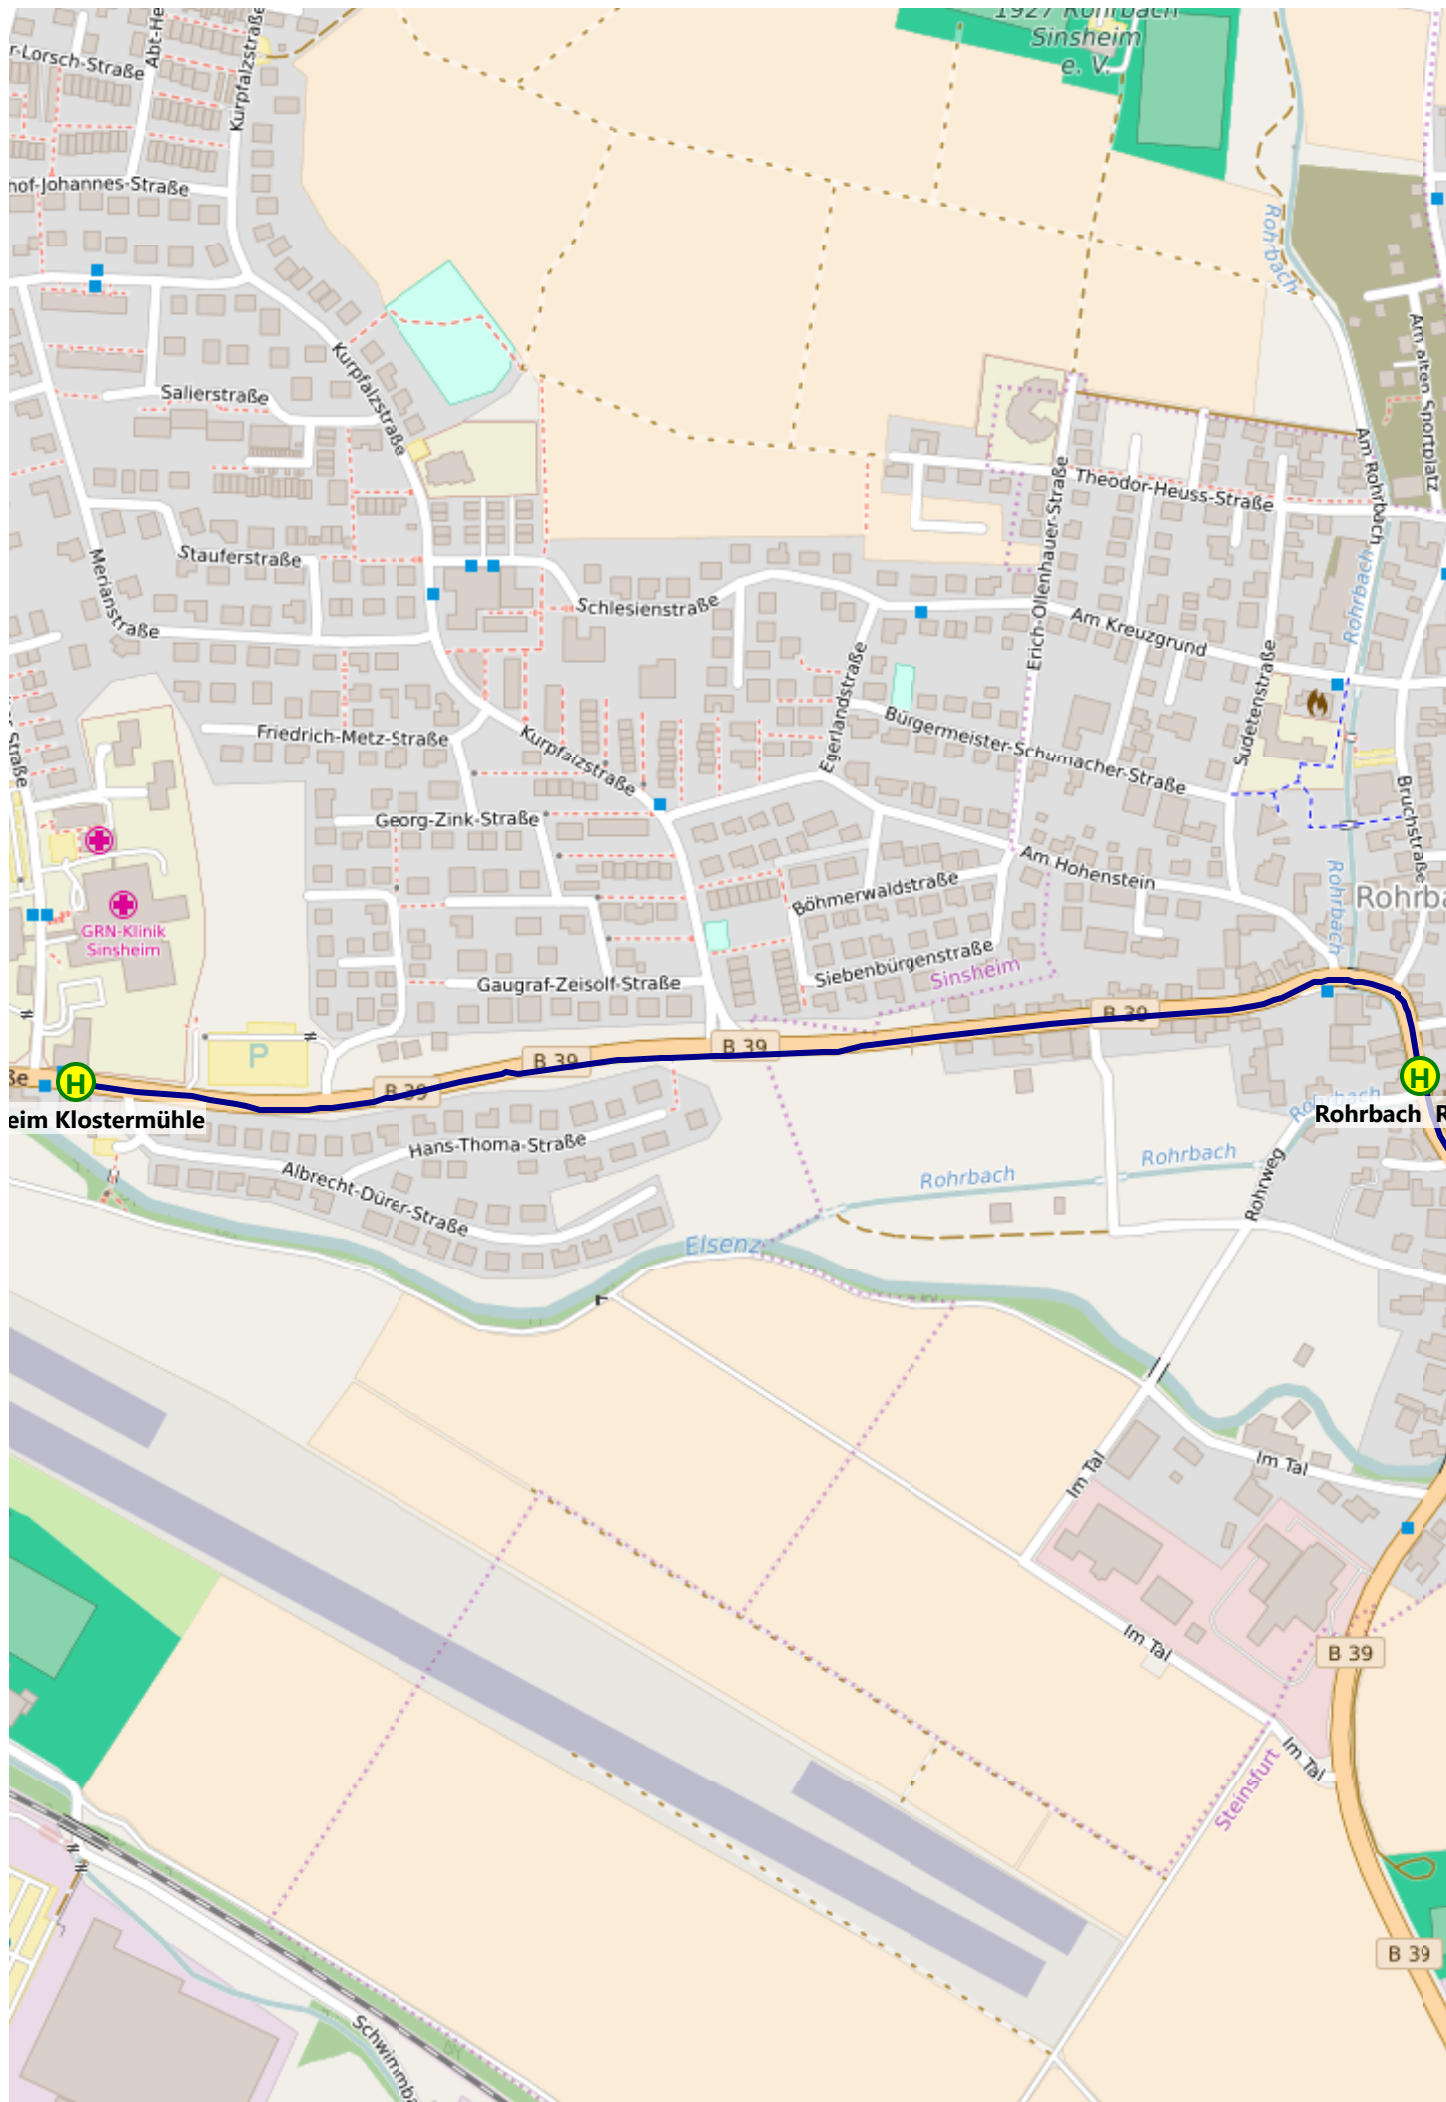 1927 Rohrbach
Sinsheim
e. V.
r-Lorsch-Straße
Abt-He
Kurpfalzstraße
hof-Johannes-Straße
Rohrbach
Am alten Sportplatz
Kurpfalzstraße
Salierstraße
Am Rohrbach
Theodor-Heuss-Straße
Erich-Ollenhauer-Straße
Stauferstraße
Merianstraße
Schlesienstraße
Am Kreuzgrund
Rohrbach
Sudetenstraße
Egerlandstraße
Bürgermeister-Schumacher-Straße
Straße
Friedrich-Metz-Straße
Kurpfalzstraße
Georg-Zink-Straße
Bruchstraße
Am Hohenstein
Böhmerwaldstraße
Rohrbach
Rohrba
GRN-Klinik
Sinsheim
Siebenbürgenstraße
Sinsheim
Gaugraf-Zeisolf-Straße
B 39
B 39
B 39
B 39
P
ße
H
H
eim Klostermühle
Rohrbach
Rohrbach R
Hans-Thoma-Straße
Albrecht-Dürer-Straße
Rohrbach
Rohrbach
Rohrweg
Elsenz
Im Tal
Im Tal
Im Tal
B 39
Im Tal
Steinsfurt
B 39
Schwimmba